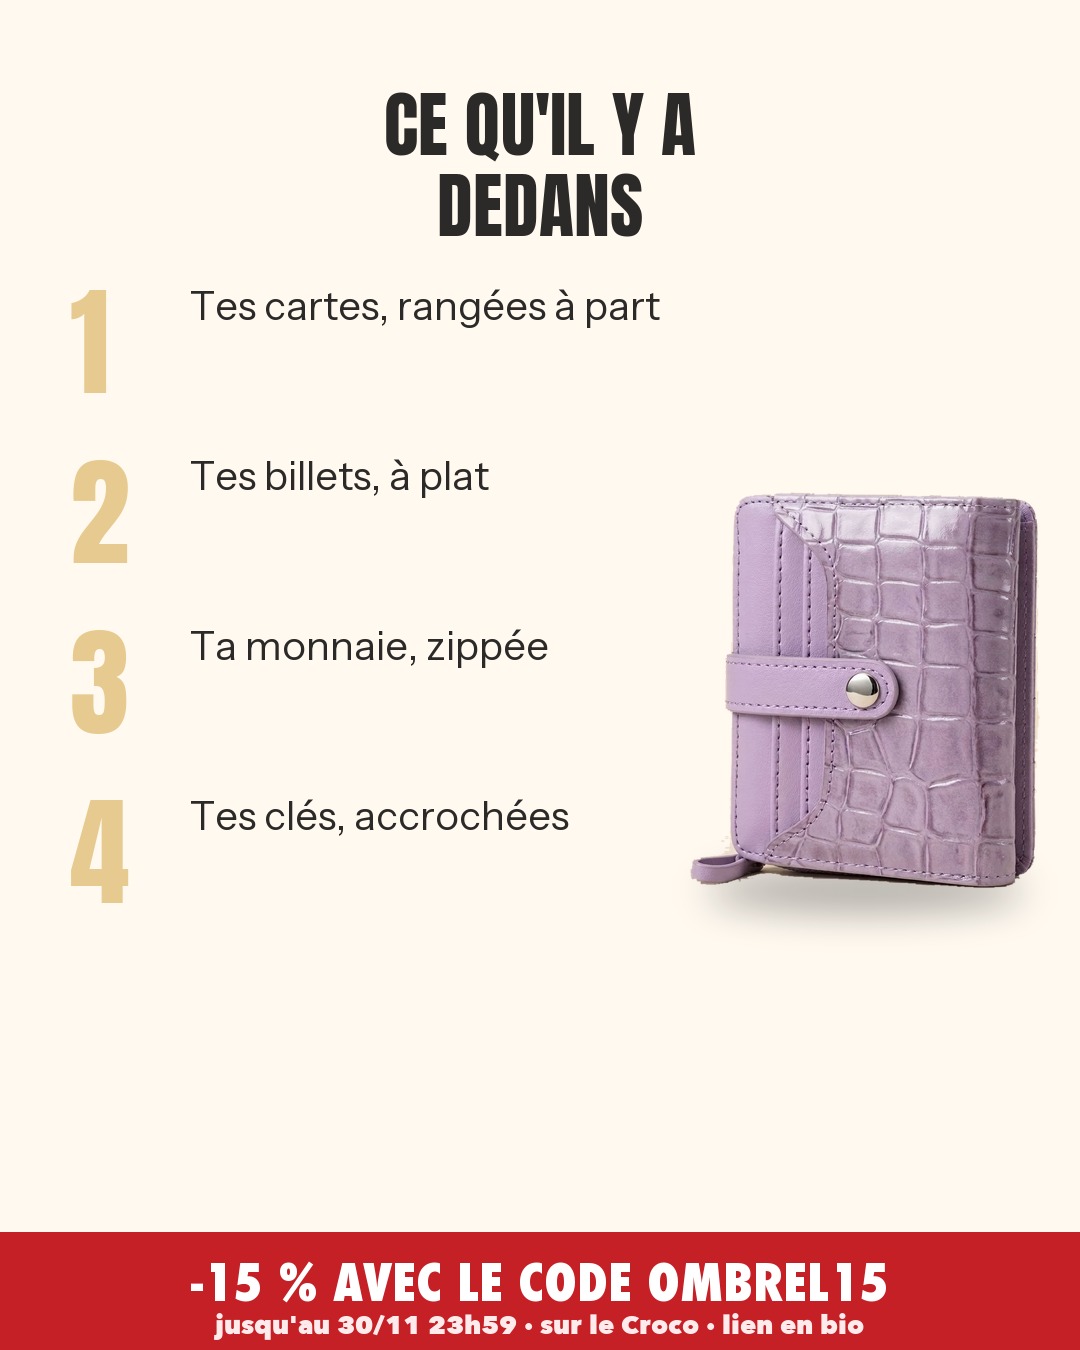 CE QU'IL Y A
DEDANS
1
Tes cartes, rangées à part
2
Tes billets, à plat
3
Ta monnaie, zippée
4
Tes clés, accrochées
-15 % AVEC LE CODE OMBREL15
jusqu'au 30/11 23h59 · sur le Croco · lien en bio